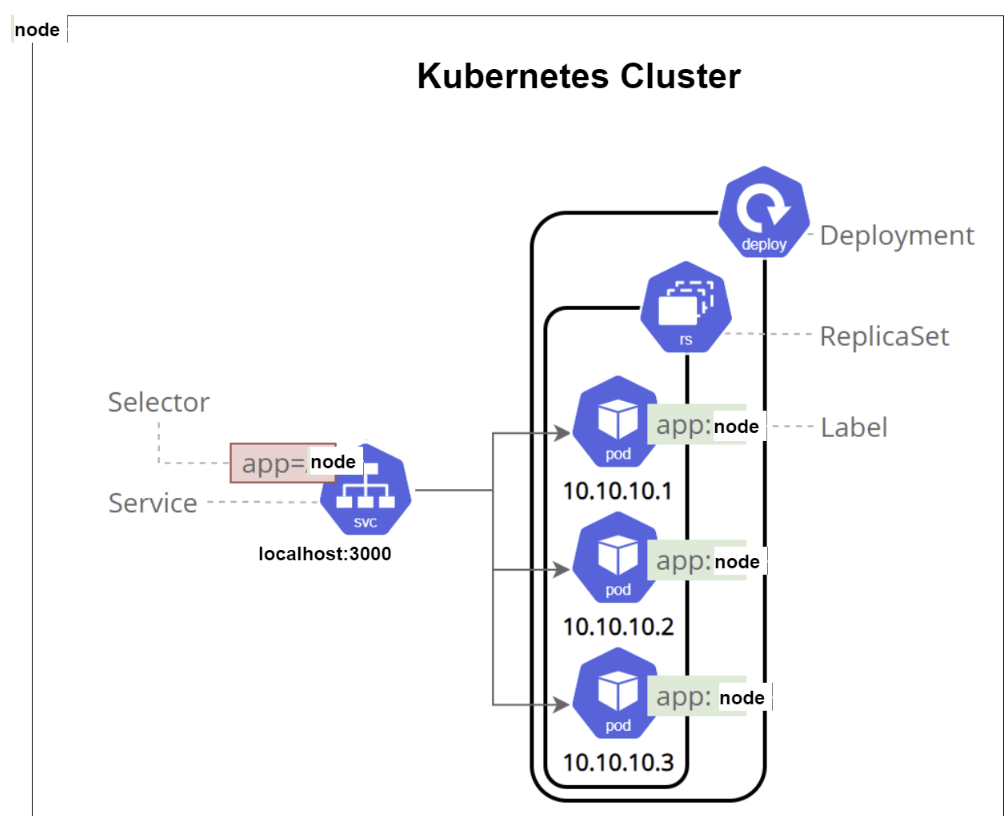 node
Kubernetes Cluster
deploy
Deployment
rs
ReplicaSet
Selector
app=node
Service
svc
localhost:3000
pod
app:node
Label
10.10.10.1
pod
app:node
10.10.10.2
pod
app:node
10.10.10.3